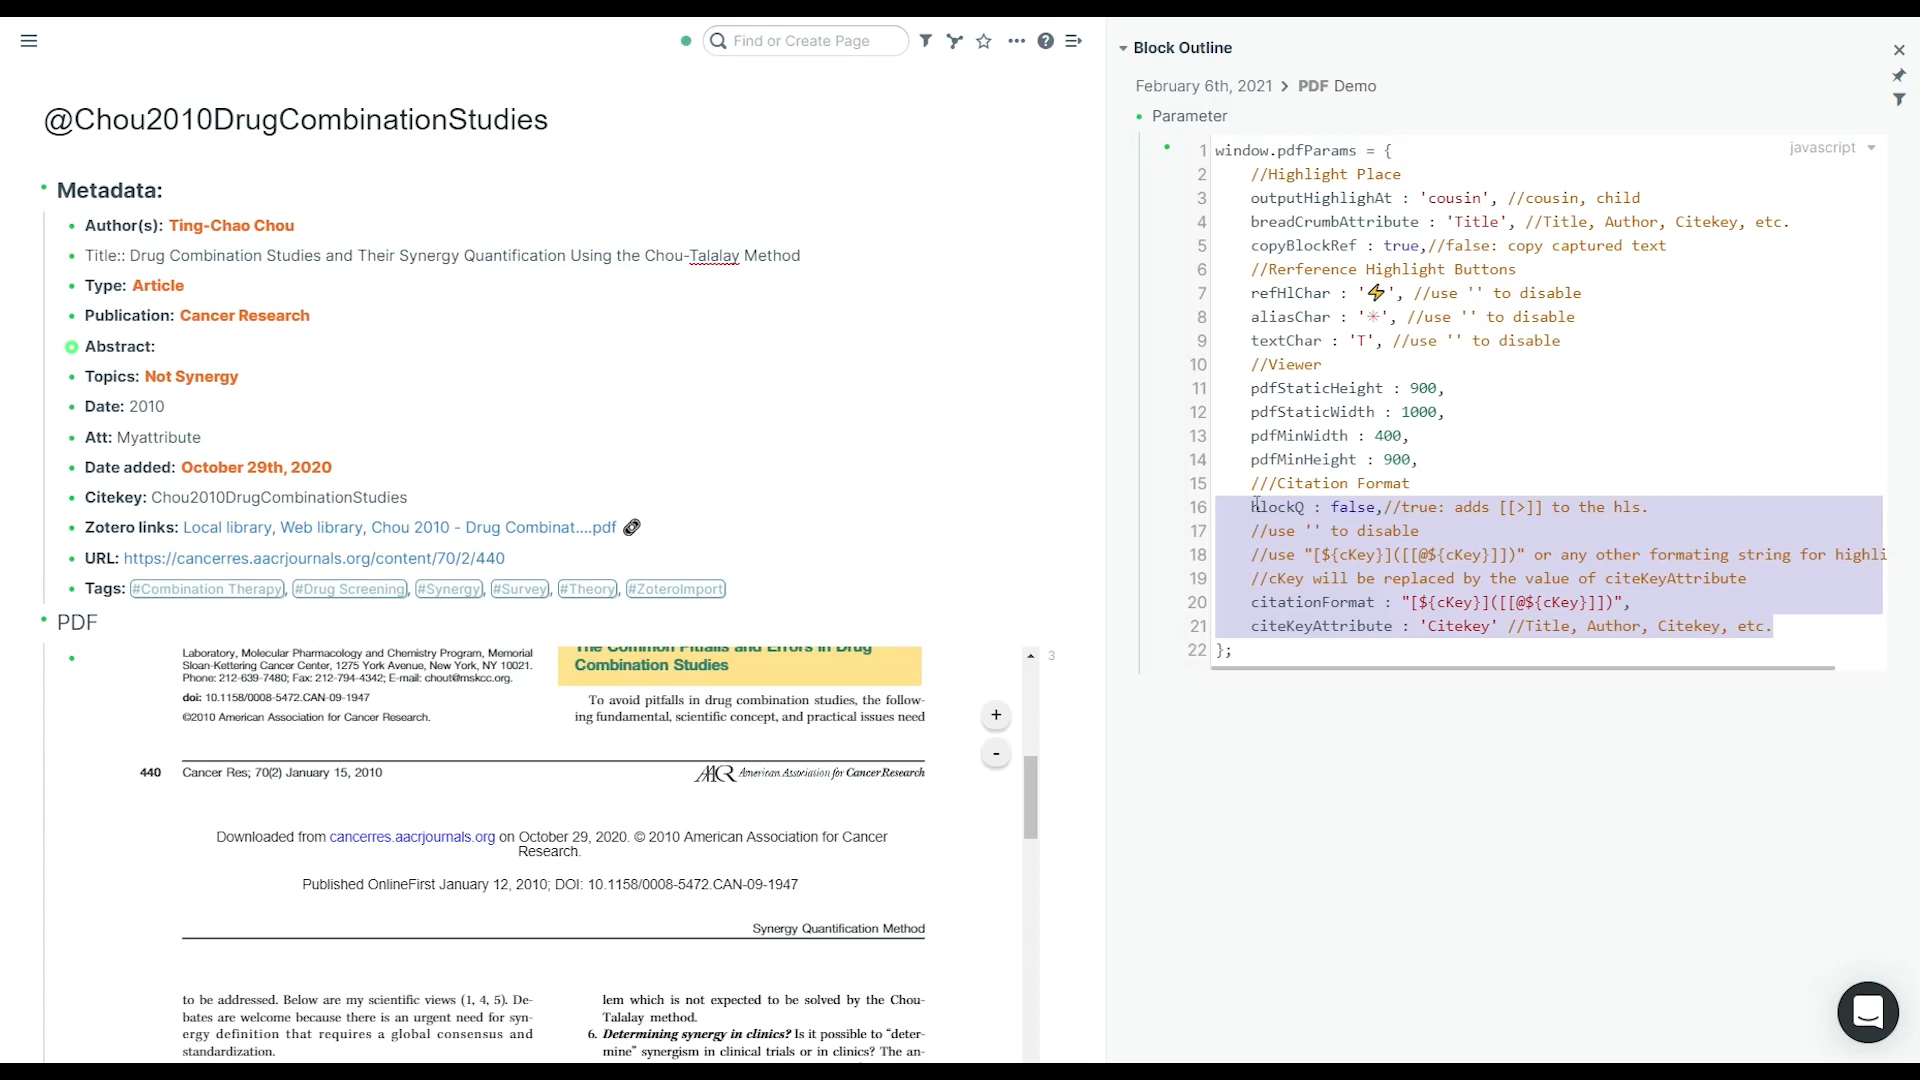 Find or Create Page
@Chou2010DrugCombinationStudies
Metadata:
Author(s): Ting-Chao Chou
Title:: Drug Combination Studies and Their Synergy Quantification Using the Chou-Talalay Method
Type: Article
Publication: Cancer Research
Abstract:
Topics: Not Synergy
Date: 2010
Att: Myattribute
Date added: October 29th, 2020
Citekey: Chou2010DrugCombinationStudies
Zotero links: Local library, Web library, Chou 2010 - Drug Combinat....pdf
URL: https://cancerres.aacrjournals.org/content/70/2/440
Tags: #Combination Therapy, #Drug Screening, #Synergy, #Survey, #Theory, #ZoteroImport
PDF
3
Laboratory, Molecular Pharmacology and Chemistry Program, Memorial
Sloan-Kettering Cancer Center, 1275 York Avenue, New York, NY 10021.
Phone: 212-639-7480; Fax: 212-794-4342; E-mail: chout@mskcc.org.
doi: 10.1158/0008-5472.CAN-09-1947
©2010 American Association for Cancer Research.
The Common Pitfalls and Errors in Drug
Combination Studies
To avoid pitfalls in drug combination studies, the follow-
ing fundamental, scientific concept, and practical issues need
+
-
440 Cancer Res; 70(2) January 15, 2010
AACR American Association for Cancer Research
Downloaded from cancerres.aacrjournals.org on October 29, 2020. © 2010 American Association for Cancer
Research.
Published OnlineFirst January 12, 2010; DOI: 10.1158/0008-5472.CAN-09-1947
Synergy Quantification Method
to be addressed. Below are my scientific views (1, 4, 5). De-
bates are welcome because there is an urgent need for syn-
ergy definition that requires a global consensus and
standardization.
lem which is not expected to be solved by the Chou-
Talalay method.
6. Determining synergy in clinics? Is it possible to “deter-
mine” synergism in clinical trials or in clinics? The an-
Block Outline
February 6th, 2021 > PDF Demo
Parameter
javascript
1 window.pdfParams = {
2 //Highlight Place
3 outputHighlighAt : 'cousin', //cousin, child
4 breadCrumbAttribute : 'Title', //Title, Author, Citekey, etc.
5 copyBlockRef : true,//false: copy captured text
6 //Rerference Highlight Buttons
7 refHlChar : '⚡', //use '' to disable
8 aliasChar : '✳', //use '' to disable
9 textChar : 'T', //use '' to disable
10 //Viewer
11 pdfStaticHeight : 900,
12 pdfStaticWidth : 1000,
13 pdfMinWidth : 400,
14 pdfMinHeight : 900,
15 ///Citation Format
16 blockQ : false,//true: adds [[>]] to the hls.
17 //use '' to disable
18 //use "[${cKey}]([[@${cKey}]])" or any other formating string for highli
19 //cKey will be replaced by the value of citeKeyAttribute
20 citationFormat : "[${cKey}]([[@${cKey}]])",
21 citeKeyAttribute : 'Citekey' //Title, Author, Citekey, etc.
22 };